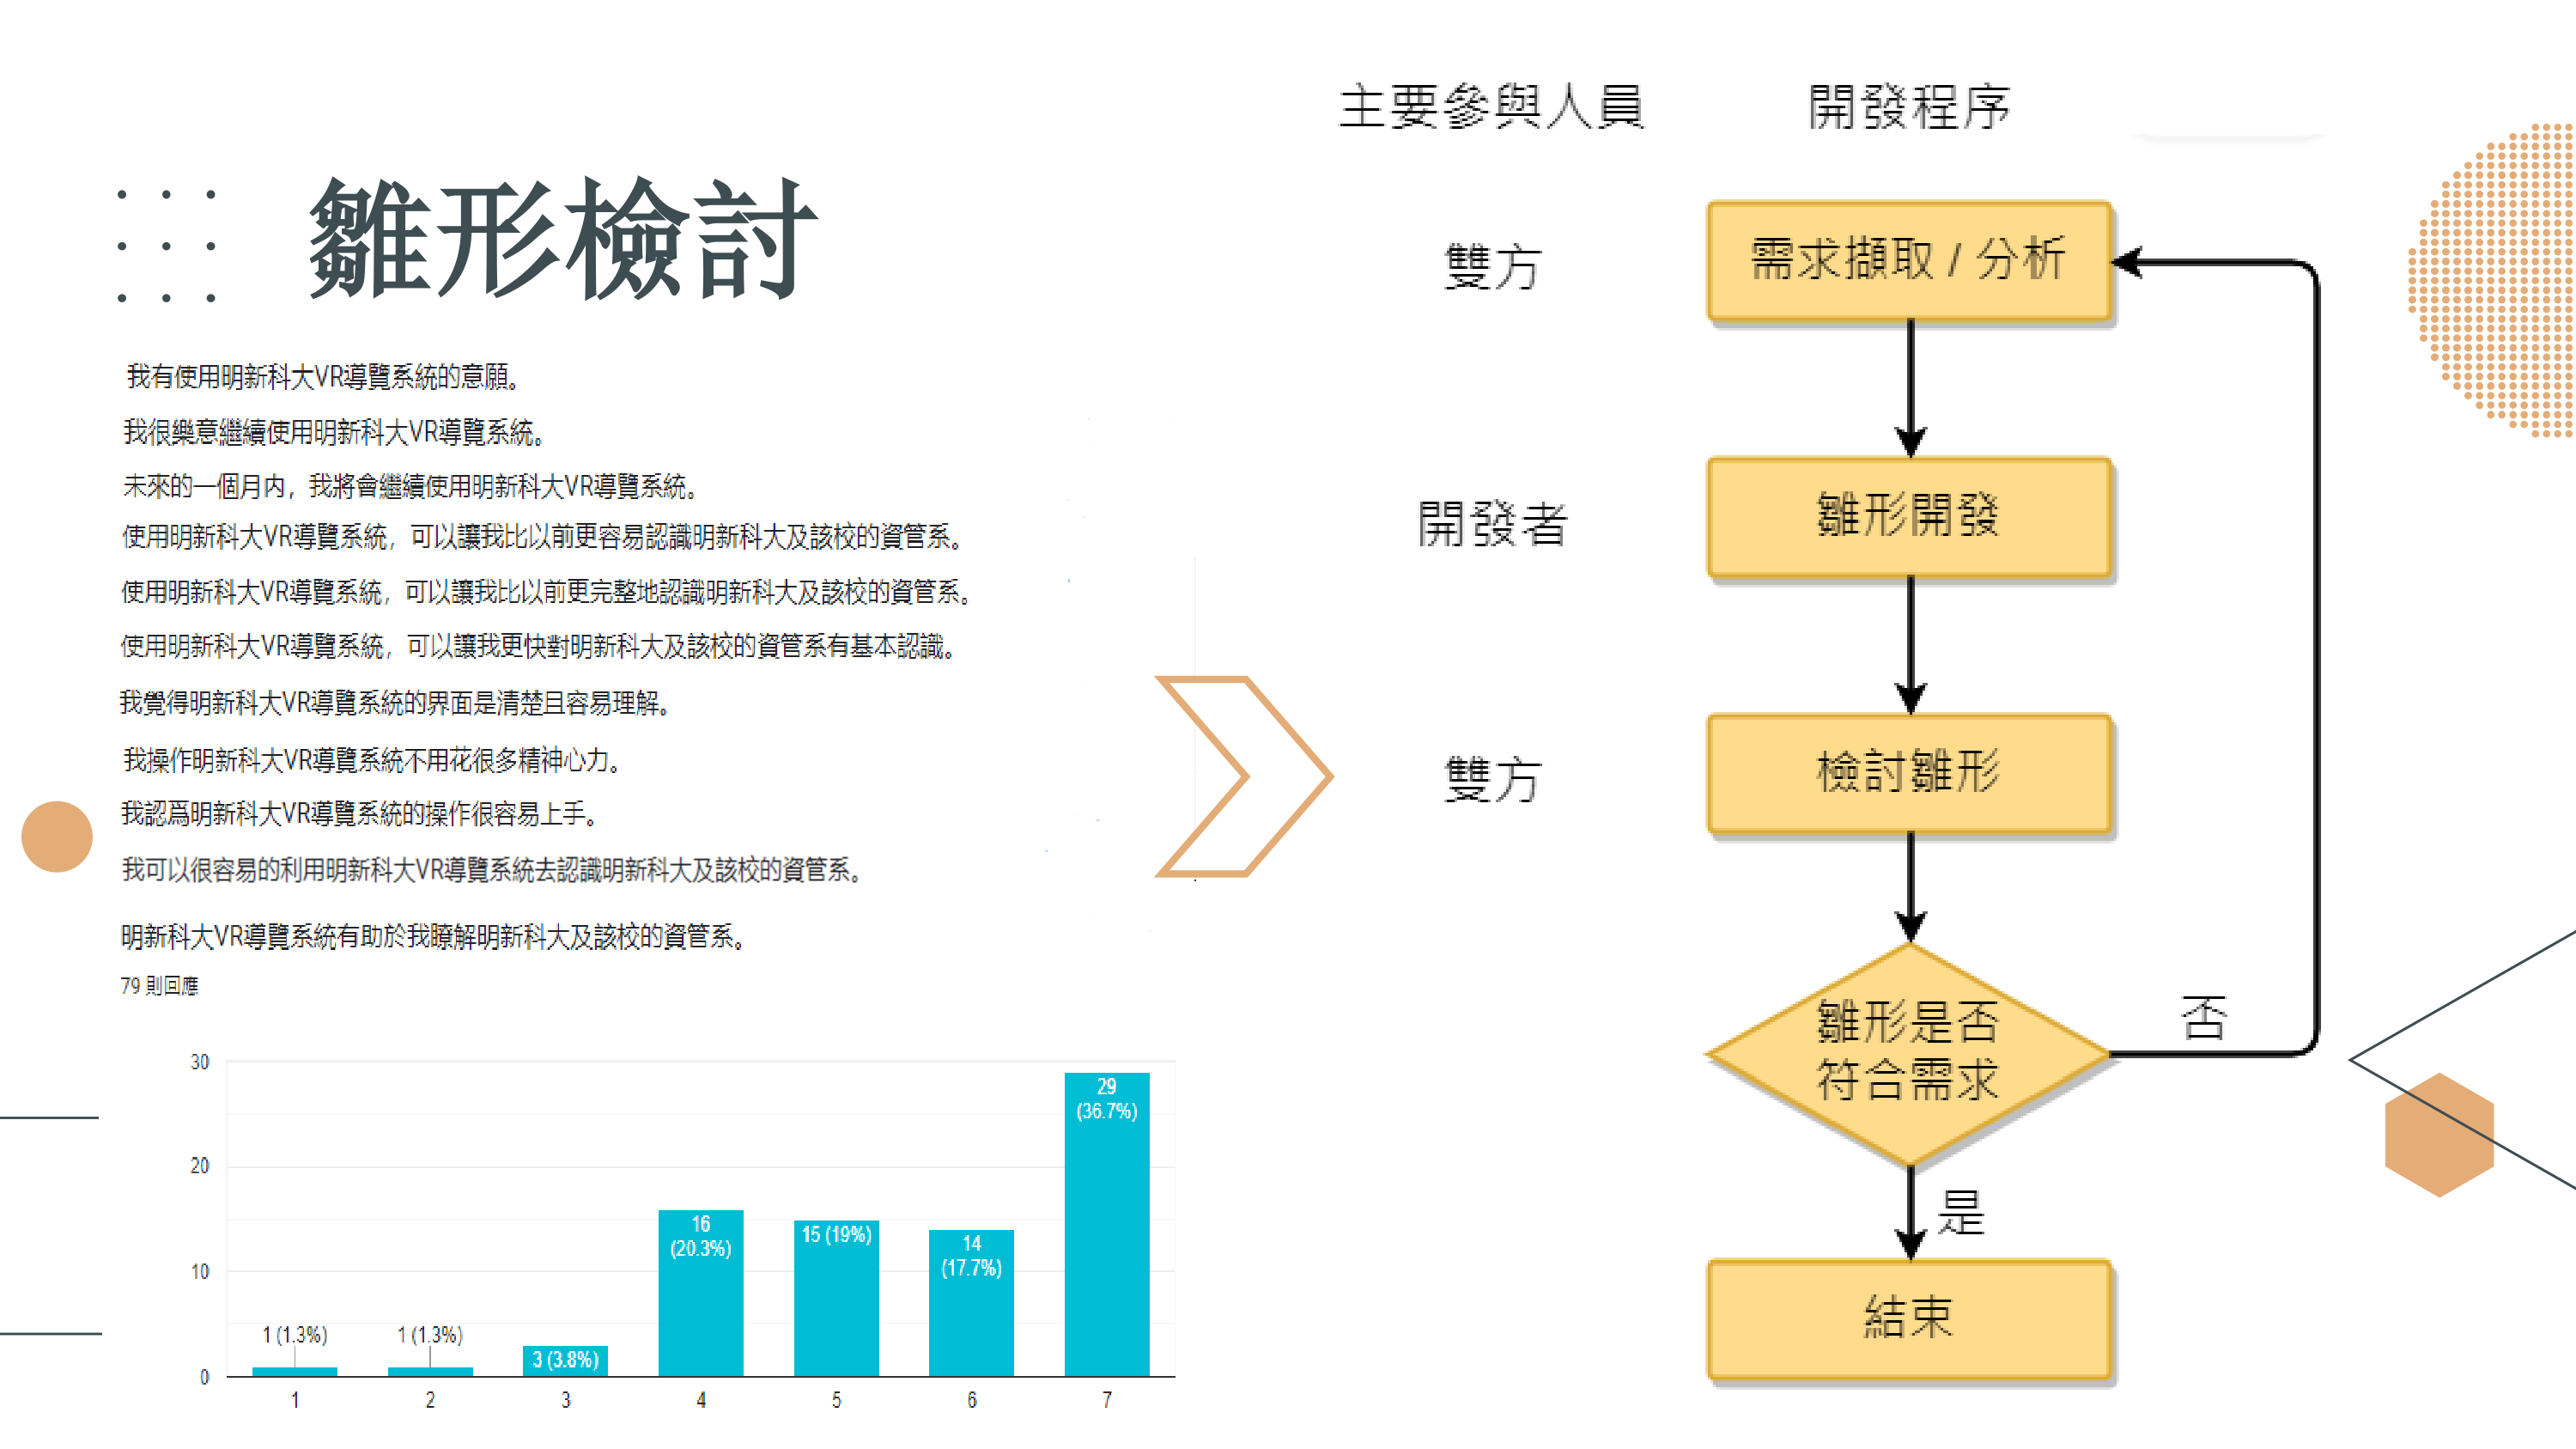 雛形檢討
我有使用明新科大VR導覽系統的意願。
我很樂意繼續使用明新科大VR導覽系統。
未來的一個月内，我將會繼續使用明新科大VR導覽系統。
使用明新科大VR導覽系統，可以讓我比以前更容易認識明新科大及該校的資管系。
使用明新科大VR導覽系統，可以讓我比以前更完整地認識明新科大及該校的資管系。
使用明新科大VR導覽系統，可以讓我更快對明新科大及該校的資管系有基本認識。
我覺得明新科大VR導覽系統的界面是清楚且容易理解。
我操作明新科大VR導覽系統不用花很多精神心力。
我認爲明新科大VR導覽系統的操作很容易上手。
我可以很容易的利用明新科大VR導覽系統去認識明新科大及該校的資管系。
明新科大VR導覽系統有助於我瞭解明新科大及該校的資管系。
79 則回應
30
20
10
0
1 (1.3%)
1 (1.3%)
3 (3.8%)
16
(20.3%)
15 (19%)
14
(17.7%)
29
(36.7%)
1
2
3
4
5
6
7
主要參與人員
開發程序
雙方
需求擷取 / 分析
開發者
雛形開發
雙方
檢討雛形
雛形是否
符合需求
否
是
結束